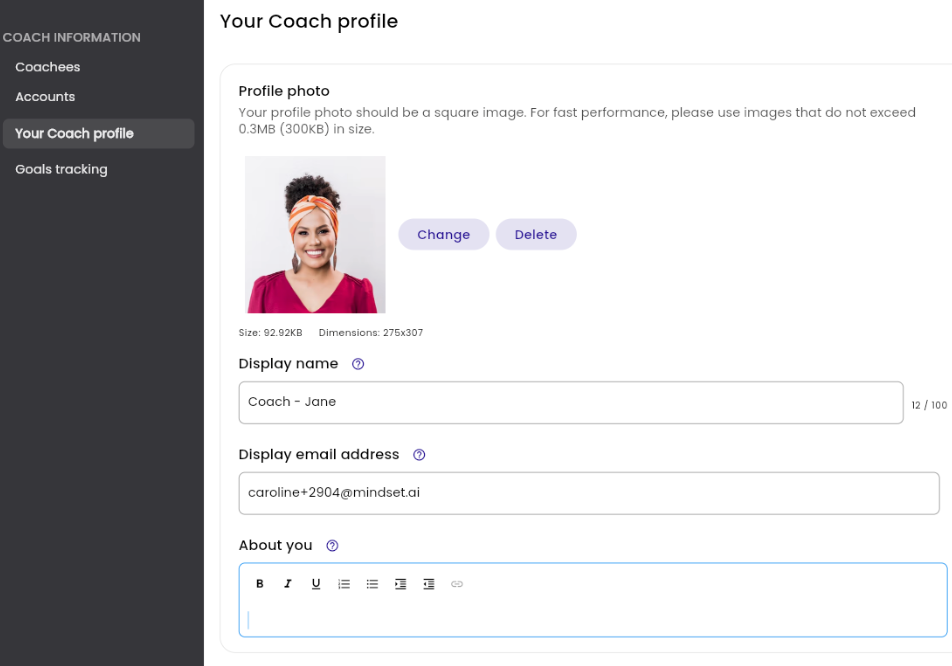 COACH INFORMATION
Coachees
Accounts
Your Coach profile
Goals tracking
Your Coach profile
Profile photo
Your profile photo should be a square image. For fast performance, please use images that do not exceed
0.3MB (300KB) in size.
Change
Delete
Size: 92.92KB Dimensions: 275x307
Display name
Coach - Jane
12 / 100
Display email address
caroline+2904@mindset.ai
About you
B I U